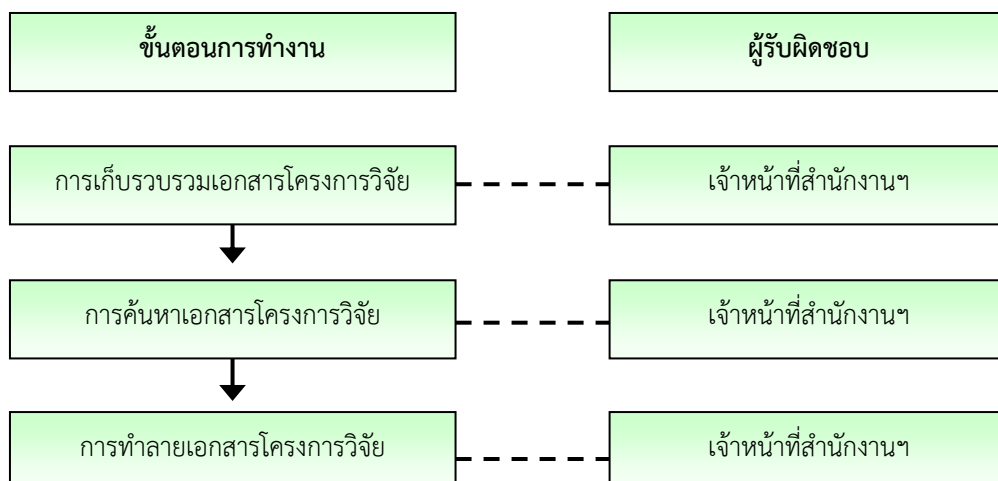 ขั้นตอนการทำงาน ผู้รับผิดชอบ
การเก็บรวบรวมเอกสารโครงการวิจัย เจ้าหน้าที่สำนักงานฯ
การค้นหาเอกสารโครงการวิจัย เจ้าหน้าที่สำนักงานฯ
การทำลายเอกสารโครงการวิจัย เจ้าหน้าที่สำนักงานฯ